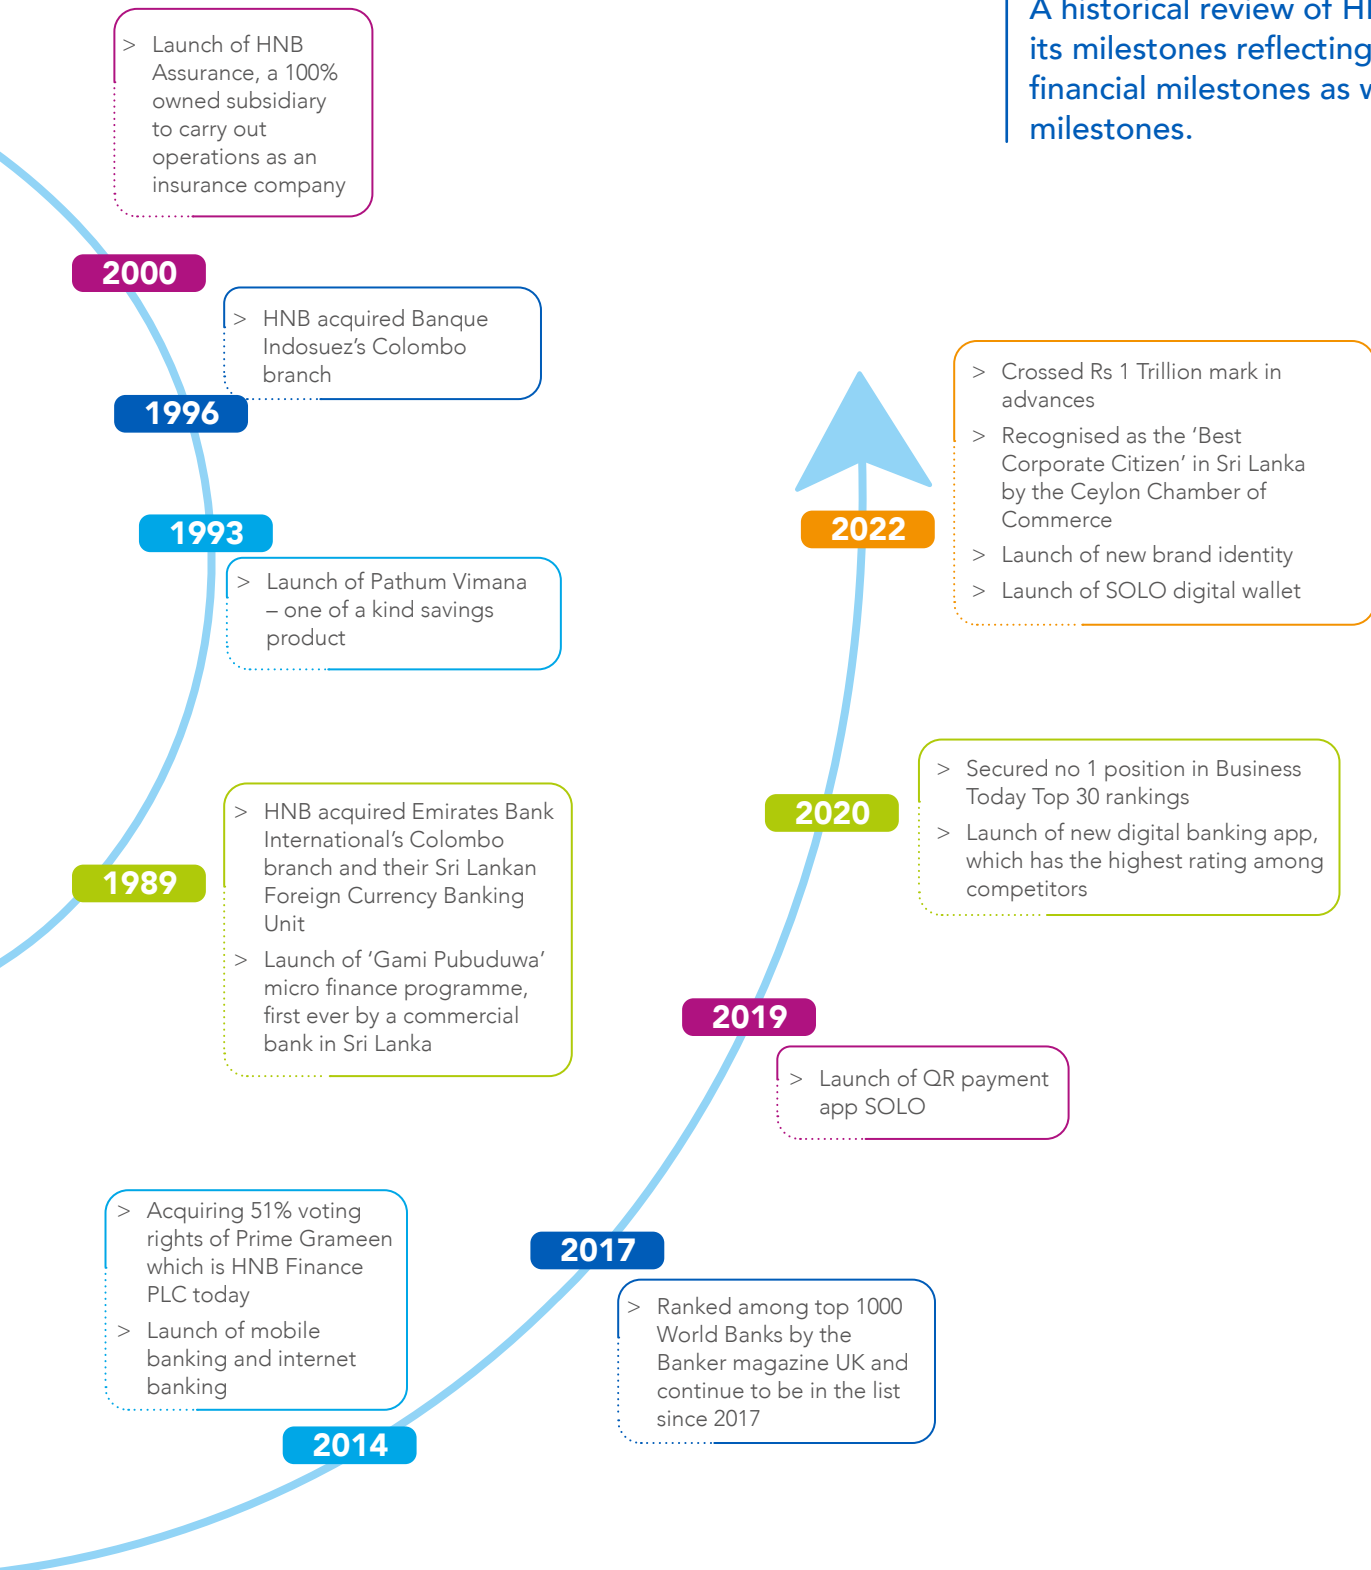 A historical review of
its milestones reflecting
financial milestones as
milestones.
> Launch of HNB
Assurance, a 100%
owned subsidiary
to carry out
operations as an
insurance company
2000
> HNB acquired Banque
Indosuez’s Colombo
branch
1996
1993
> Launch of Pathum Vimana
– one of a kind savings
product
> HNB acquired Emirates Bank
International’s Colombo
branch and their Sri Lankan
Foreign Currency Banking
Unit
> Launch of ‘Gami Pubuduwa’
micro finance programme,
first ever by a commercial
bank in Sri Lanka
1989
> Crossed Rs 1 Trillion mark in
advances
> Recognised as the ‘Best
Corporate Citizen’ in Sri Lanka
by the Ceylon Chamber of
Commerce
> Launch of new brand identity
> Launch of SOLO digital wallet
2022
> Secured no 1 position in Business
Today Top 30 rankings
> Launch of new digital banking app,
which has the highest rating among
competitors
2020
2019
> Launch of QR payment
app SOLO
2017
> Ranked among top 1000
World Banks by the
Banker magazine UK and
continue to be in the list
since 2017
> Acquiring 51% voting
rights of Prime Grameen
which is HNB Finance
PLC today
> Launch of mobile
banking and internet
banking
2014